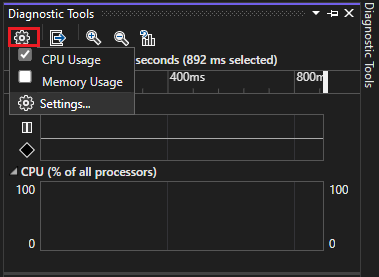 Diagnostic Tools
CPU Usage
seconds (892 ms selected)
Memory Usage
400ms
800m
Settings...
CPU (% of all processors)
100
100
0
0
Diagnostic Tools